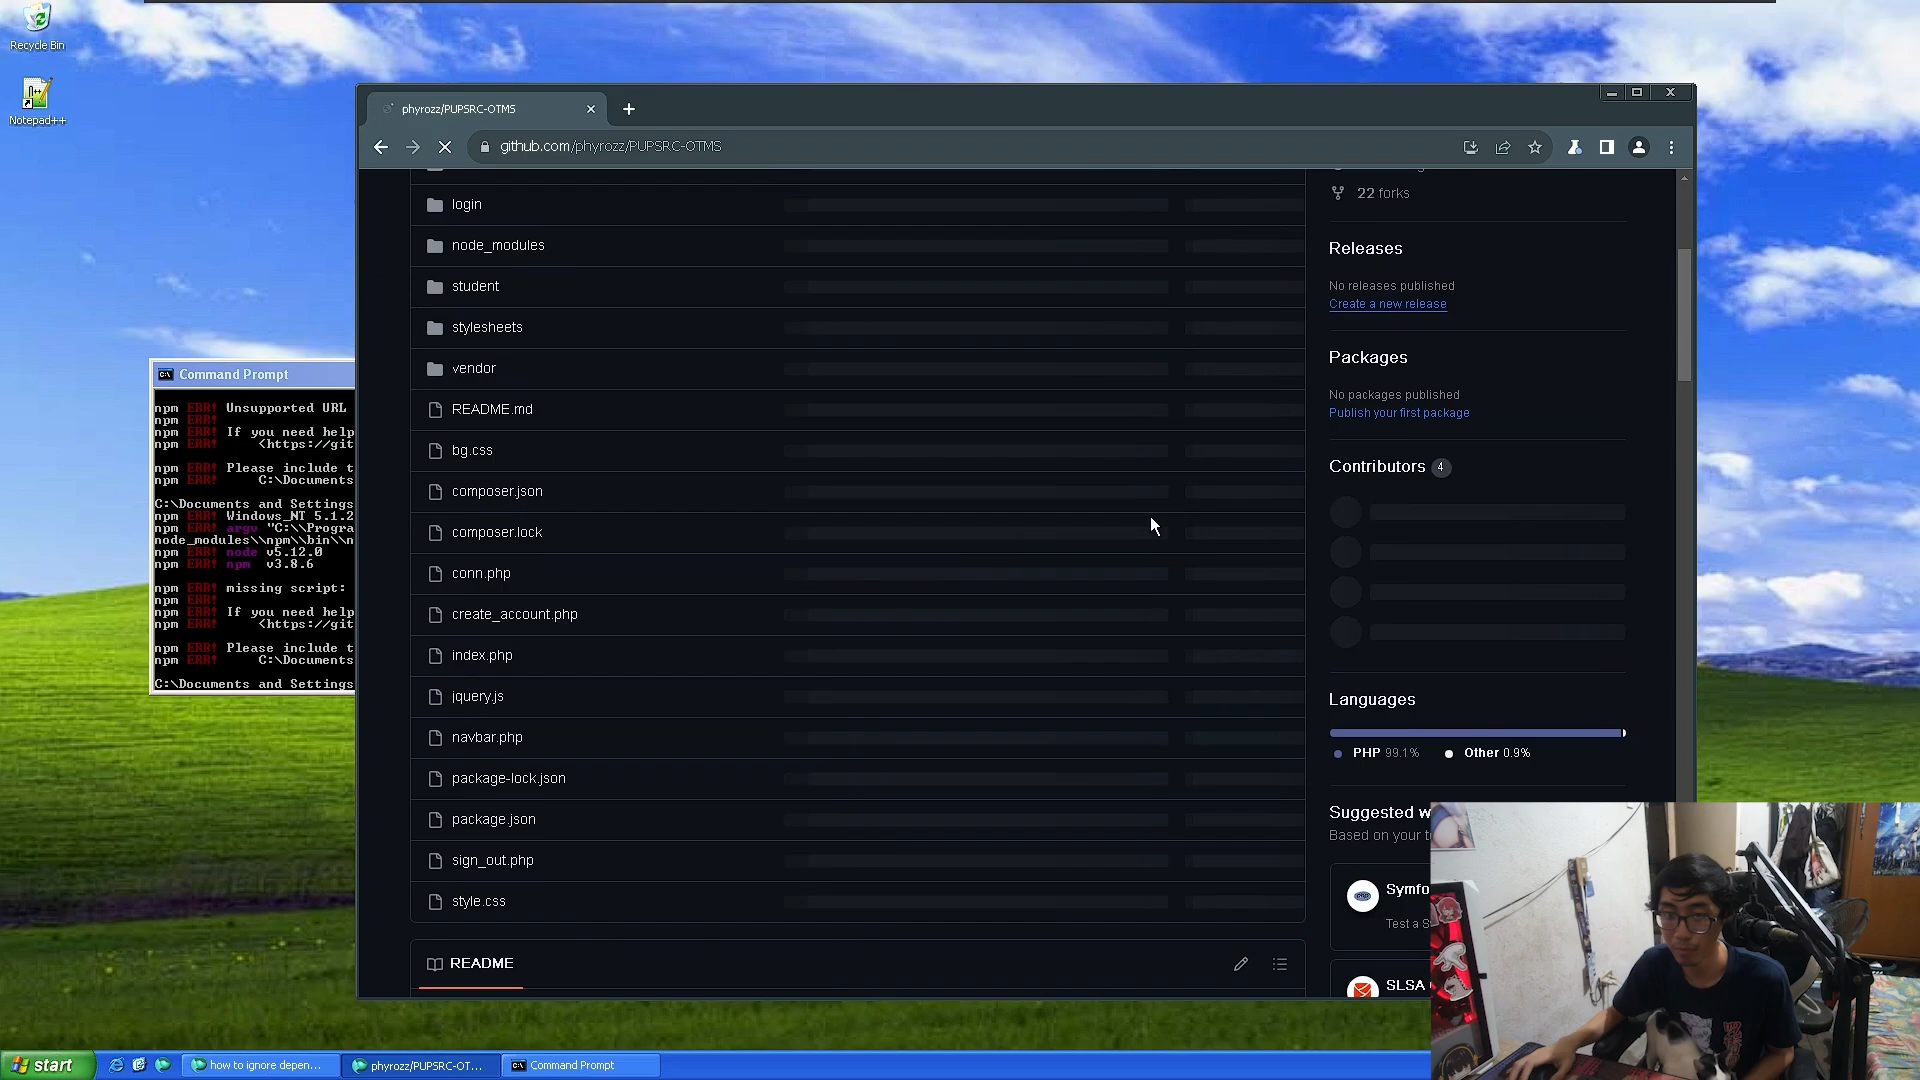 Recycle Bin
Notepad++
phyrozz/PUPSRC-OTMS
github.com/phyrozz/PUPSRC-OTMS
login
node_modules
student
stylesheets
vendor
README.md
bg.css
composer.json
composer.lock
conn.php
create_account.php
index.php
jquery.js
navbar.php
package-lock.json
package.json
sign_out.php
style.css
README
22 forks
Releases
No releases published
Create a new release
Packages
No packages published
Publish your first package
Contributors 4
Languages
PHP 99.1% Other 0.9%
Suggested w
Based on your t
Symfo
Test a S
SLSA
Command Prompt
npm ERR! Unsupported URL
npm ERR!
npm ERR! If you need help
npm ERR! <https://git
npm ERR! Please include t
npm ERR! C:\Documents
C:\Documents and Settings
npm ERR! Windows_NT 5.1.2
npm ERR! argv "C:\\Progra
node_modules\\npm\\bin\\n
npm ERR! node v5.12.0
npm ERR! npm v3.8.6
npm ERR! missing script:
npm ERR!
npm ERR! If you need help
npm ERR! <https://git
npm ERR! Please include t
npm ERR! C:\Documents
C:\Documents and Settings
start
how to ignore depen...
phyrozz/PUPSRC-OT...
Command Prompt